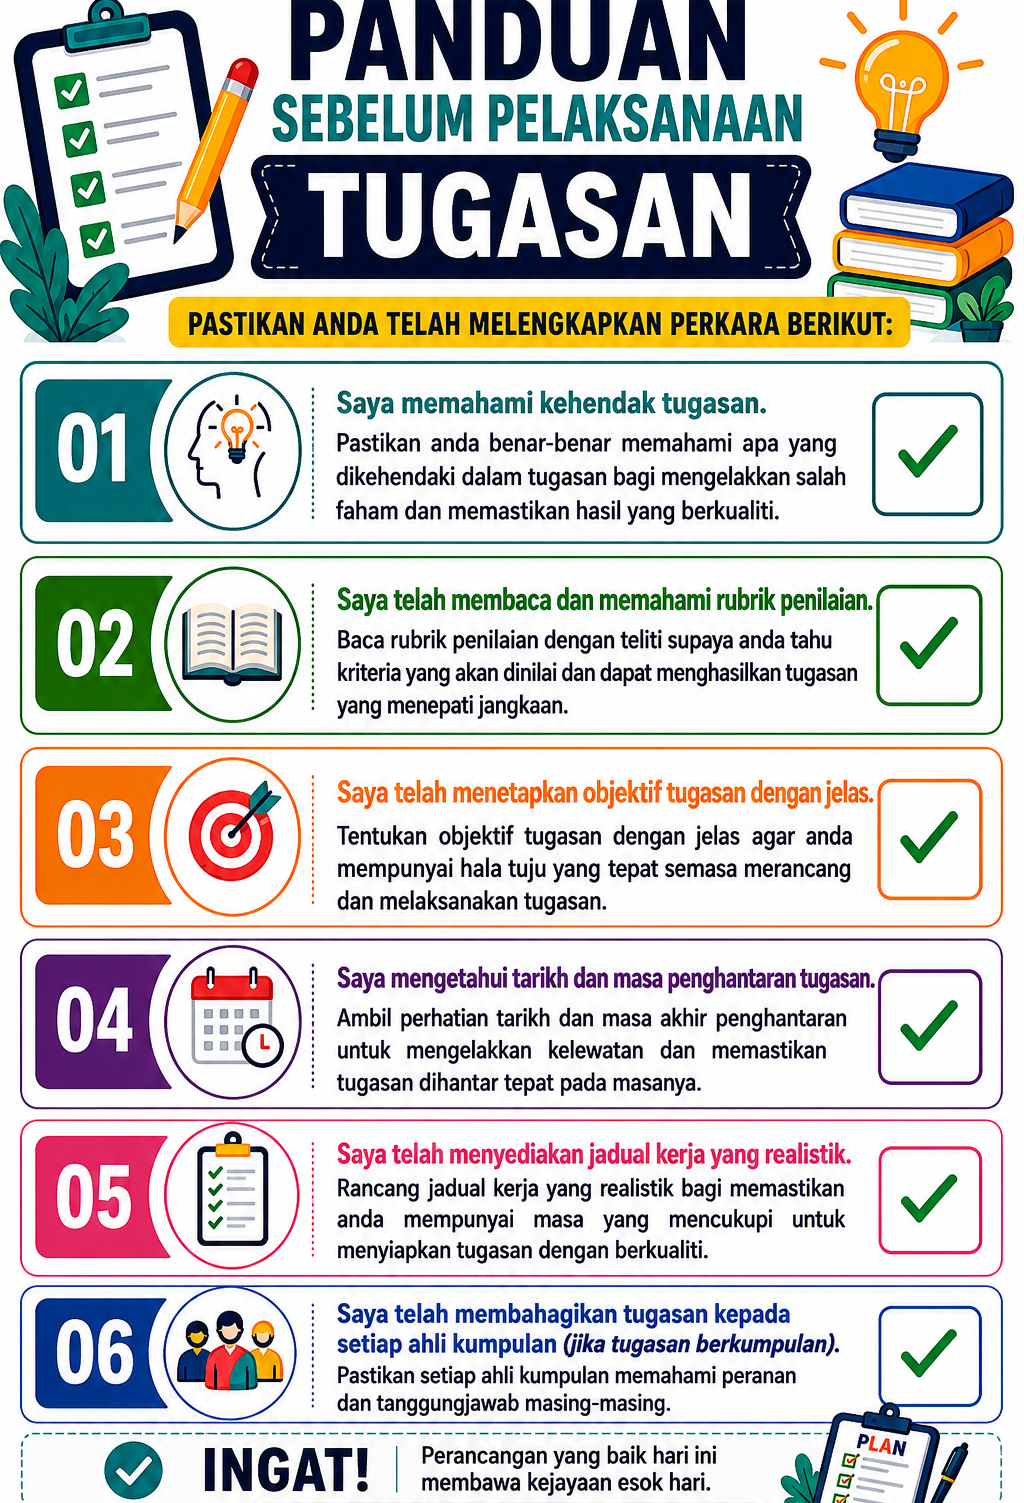 PANDUAN
SEBELUM PELAKSANAAN
TUGASAN
PASTIKAN ANDA TELAH MELENGKAPKAN PERKARA BERIKUT:
01
Saya memahami kehendak tugasan.
Pastikan anda benar-benar memahami apa yang
dikehendaki dalam tugasan bagi mengelakkan salah
faham dan memastikan hasil yang berkualiti.
02
Saya telah membaca dan memahami rubrik penilaian.
Baca rubrik penilaian dengan teliti supaya anda tahu
kriteria yang akan dinilai dan dapat menghasilkan tugasan
yang menepati jangkaan.
03
Saya telah menetapkan objektif tugasan dengan jelas.
Tentukan objektif tugasan dengan jelas agar anda
mempunyai hala tuju yang tepat semasa merancang
dan melaksanakan tugasan.
04
Saya mengetahui tarikh dan masa penghantaran tugasan.
Ambil perhatian tarikh dan masa akhir penghantaran
untuk mengelakkan kelewatan dan memastikan
tugasan dihantar tepat pada masanya.
05
Saya telah menyediakan jadual kerja yang realistik.
Rancang jadual kerja yang realistik bagi memastikan
anda mempunyai masa yang mencukupi untuk
menyiapkan tugasan dengan berkualiti.
06
Saya telah membahagikan tugasan kepada
setiap ahli kumpulan (jika tugasan berkumpulan).
Pastikan setiap ahli kumpulan memahami peranan
dan tanggungjawab masing-masing.
INGAT!
Perancangan yang baik hari ini
membawa kejayaan esok hari.
PLAN